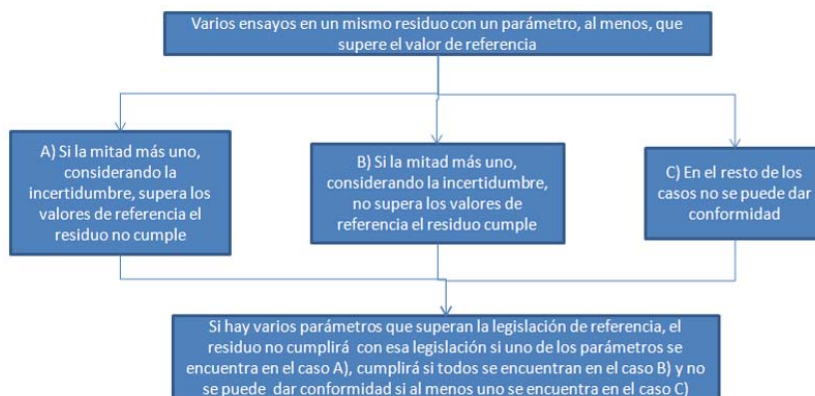 Varios ensayos en un mismo residuo con un parámetro, al menos, que
supere el valor de referencia
A) Si la mitad más uno,
considerando la
incertidumbre, supera los
valores de referencia el
residuo no cumple
B) Si la mitad más uno,
considerando la incertidumbre,
no supera los valores de
referencia el residuo cumple
C) En el resto de los
casos no se puede dar
conformidad
Si hay varios parámetros que superan la legislación de referencia, el
residuo no cumplirá con esa legislación si uno de los parámetros se
encuentra en el caso A), cumplirá si todos se encuentran en el caso B) y no
se puede dar conformidad si al menos uno se encuentra en el caso C)